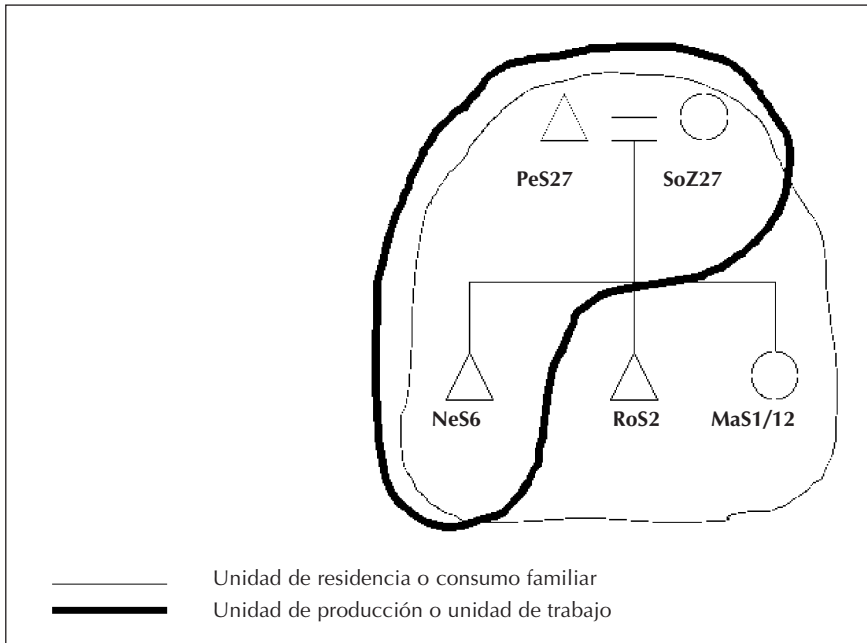 PeS27 SoZ27
NeS6 RoS2 MaS1/12
Unidad de residencia o consumo familiar
Unidad de producción o unidad de trabajo